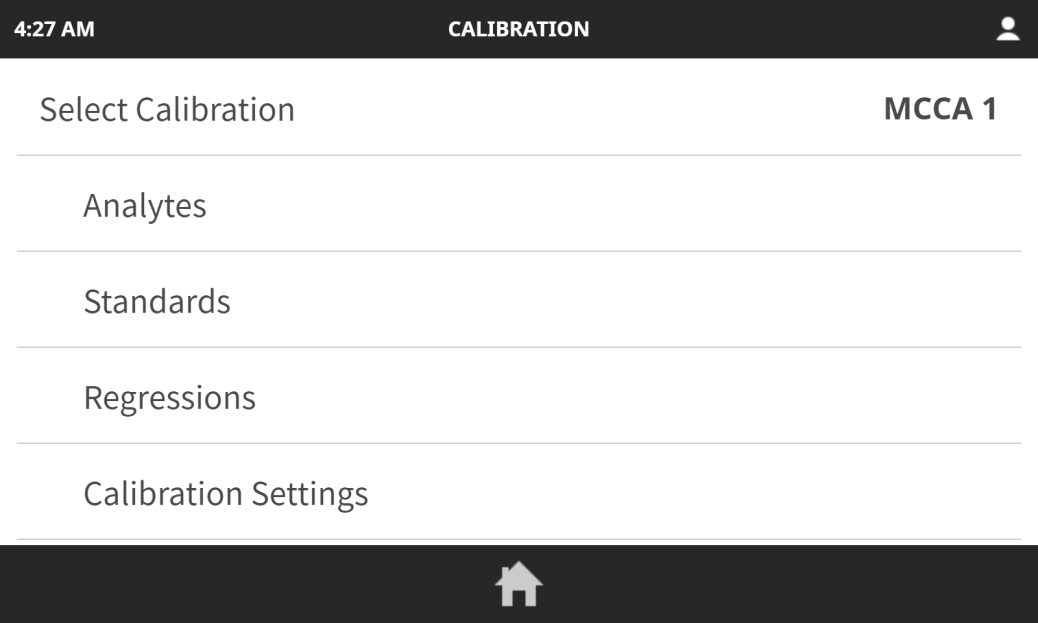 4:27 AM CALIBRATION
Select Calibration MCCA 1
Analytes
Standards
Regressions
Calibration Settings